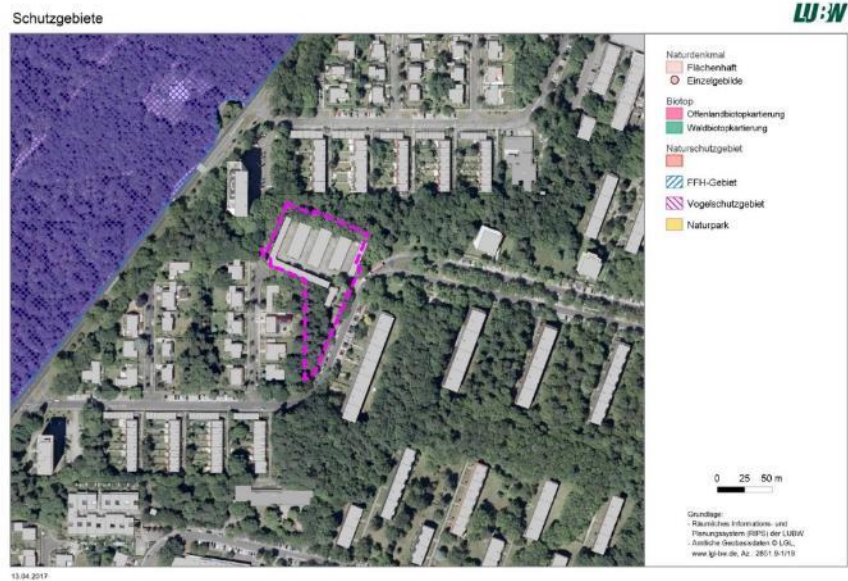 Schutzgebiete
LUBW
Naturdenkmal
Flächenhaft
Einzelgebilde
Biotop
Offenlandbiotopkartierung
Waldbiotopkartierung
Naturschutzgebiet
FFH-Gebiet
Vogelschutzgebiet
Naturpark
0 25 50 m
Grundlage:
- Räumliches Informations- und
Planungssystem (RIPS) der LUBW
- Amtliche Geobasisdaten © LGL,
www.lgl-bw.de, Az.: 2851.9-1/19
13.04.2017